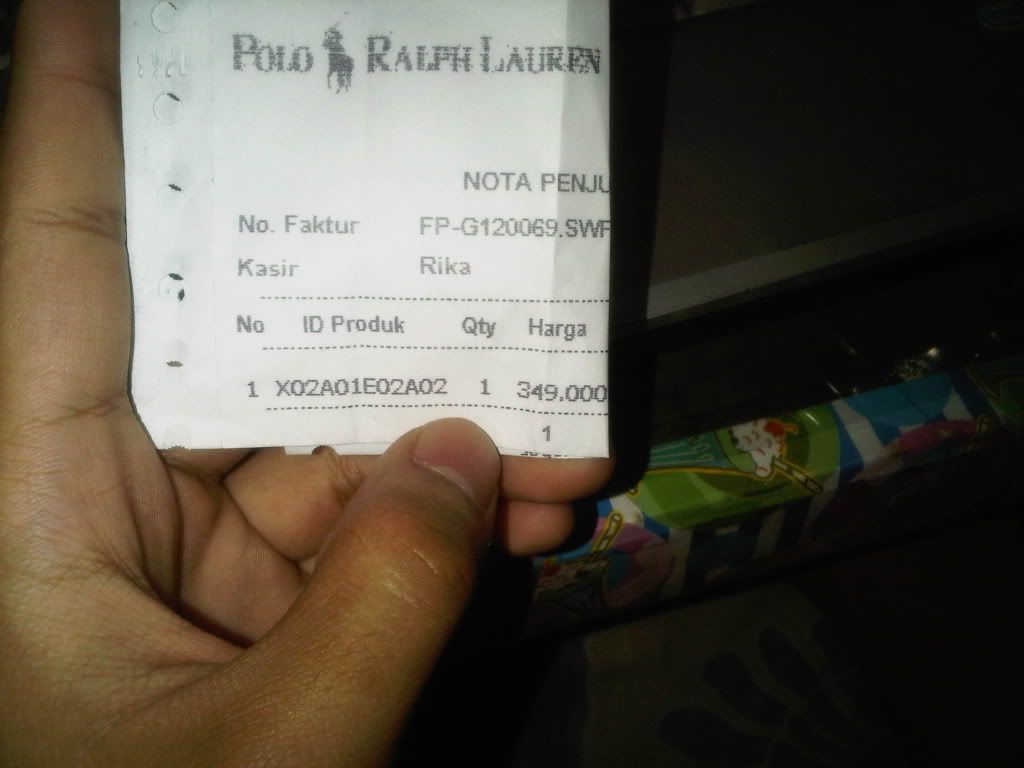 POLO RALPH LAUREN
NOTA PENJU
No. Faktur FP-G120069.SWF
Kasir Rika
No ID Produk Qty Harga
1 X02A01E02A02 1 349.000
1